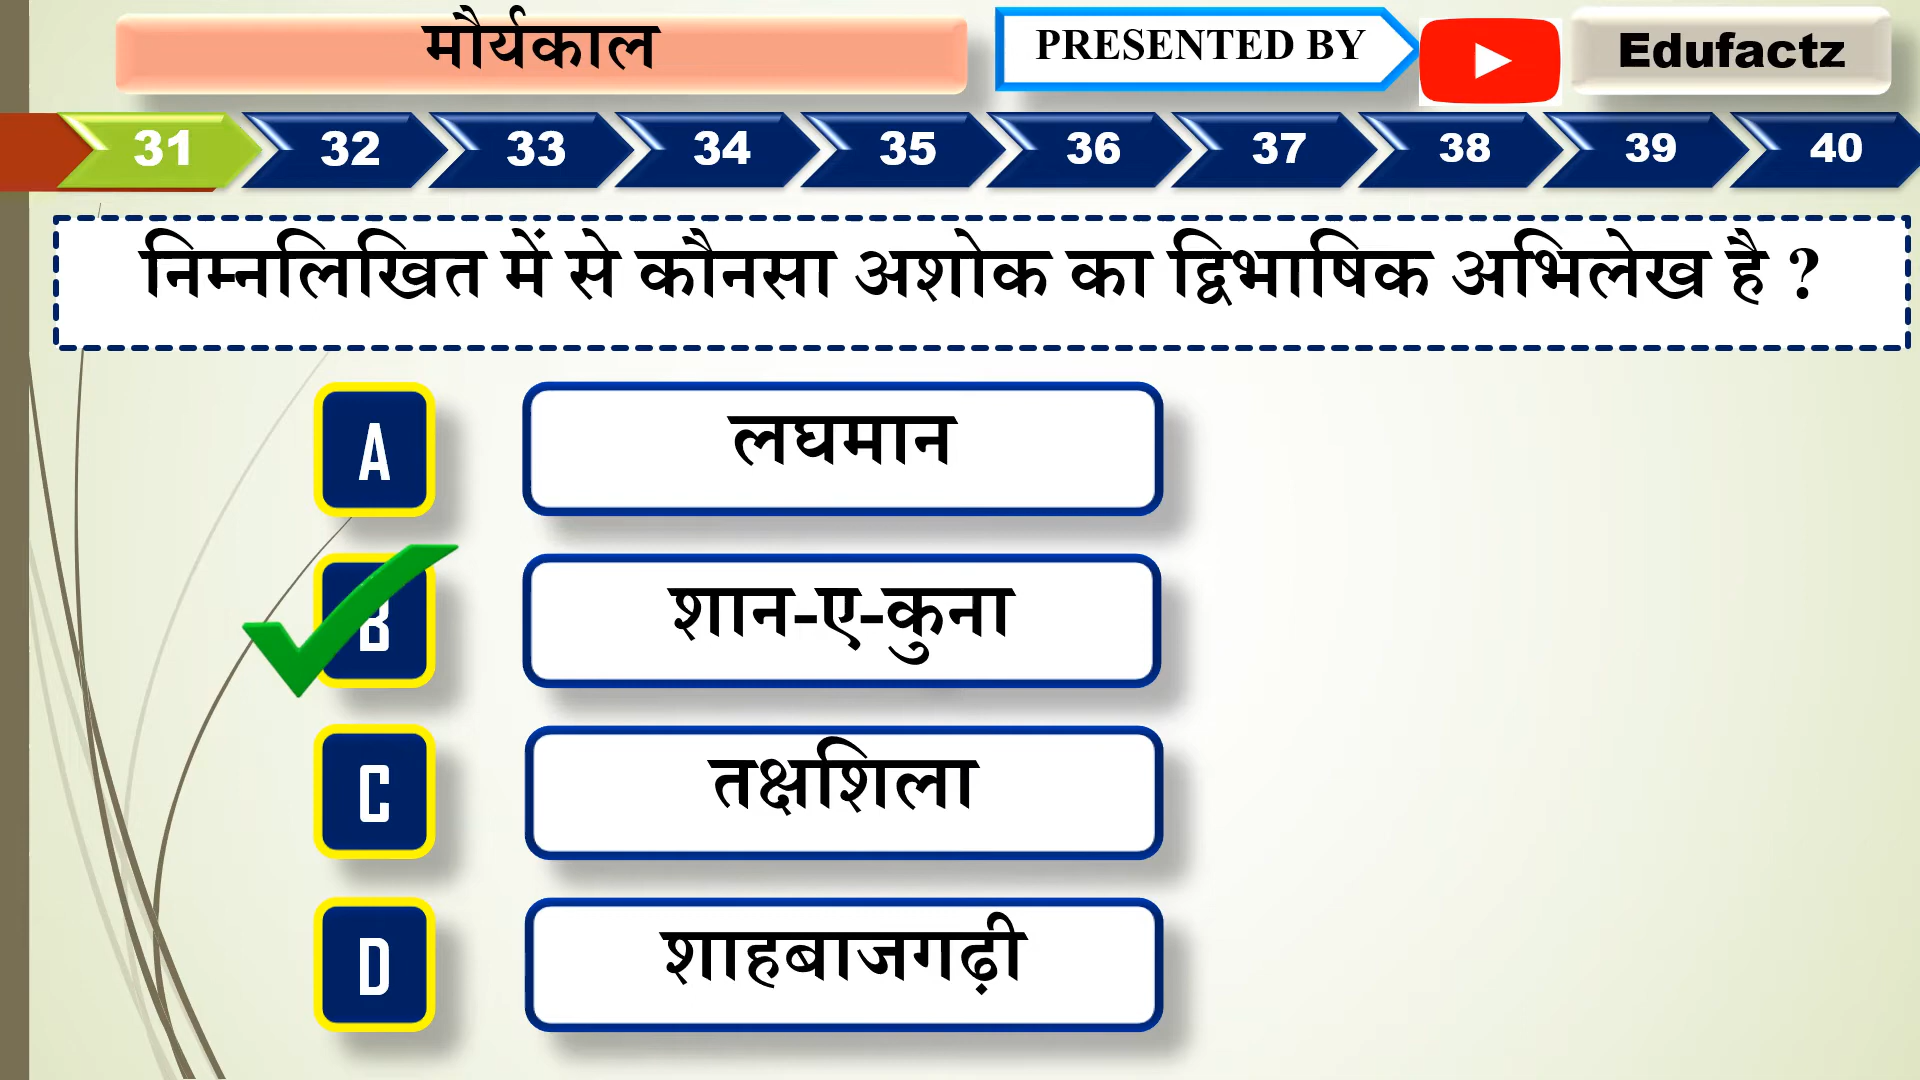 मौर्यकाल
PRESENTED BY
Edufactz
31 32 33 34 35 36 37 38 39 40
निम्नलिखित में से कौनसा अशोक का द्विभाषिक अभिलेख है ?
A
लघमान
B
शान-ए-कुना
C
तक्षशिला
D
शाहबाजगढ़ी